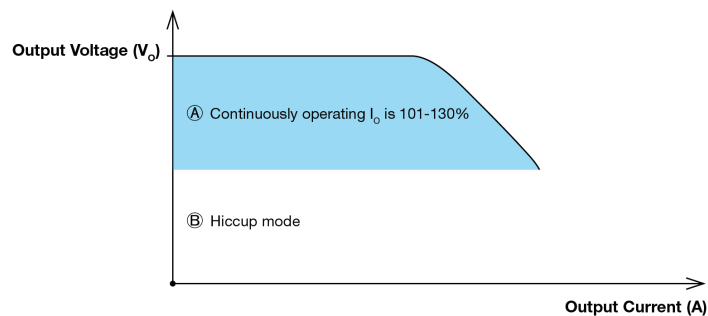 Output Voltage (VO)
Ⓐ Continuously operating IO is 101-130%
Ⓑ Hiccup mode
Output Current (A)